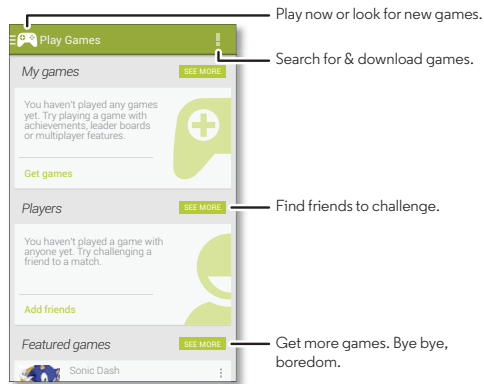 Play now or look for new games.
Play Games
Search for & download games.
My games
SEE MORE
You haven't played any games
yet. Try playing a game with
achievements, leader boards
or multiplayer features.
Get games
Players
SEE MORE
Find friends to challenge.
You haven't played a game with
anyone yet. Try challenging a
friend to a match.
Add friends
Featured games
SEE MORE
Get more games. Bye bye,
boredom.
Sonic Dash